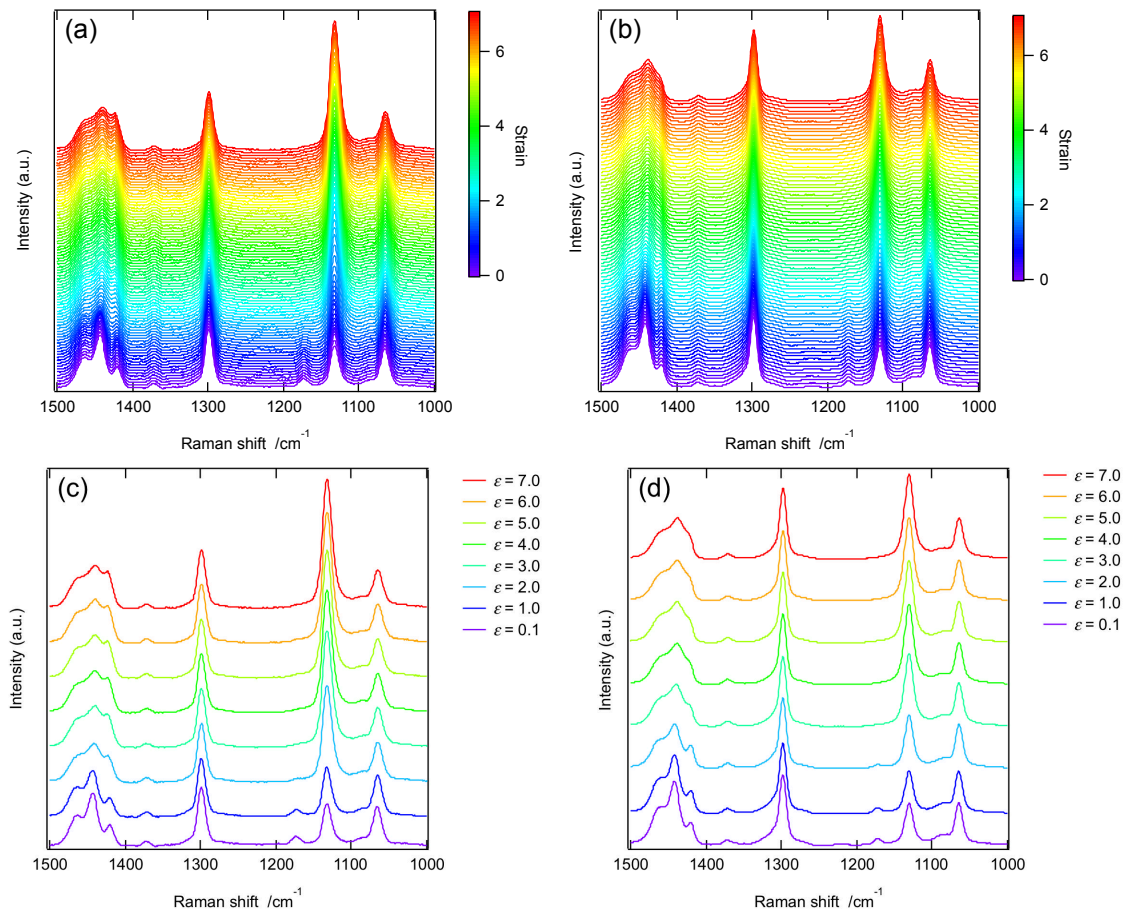 (a)
Intensity (a.u.)
1500 1400 1300 1200 1100 1000
Raman shift /cm⁻¹
6
4
2
0
Strain
(b)
Intensity (a.u.)
1500 1400 1300 1200 1100 1000
Raman shift /cm⁻¹
6
4
2
0
Strain
(c)
Intensity (a.u.)
1500 1400 1300 1200 1100 1000
Raman shift /cm⁻¹
ε = 7.0
ε = 6.0
ε = 5.0
ε = 4.0
ε = 3.0
ε = 2.0
ε = 1.0
ε = 0.1
(d)
Intensity (a.u.)
1500 1400 1300 1200 1100 1000
Raman shift /cm⁻¹
ε = 7.0
ε = 6.0
ε = 5.0
ε = 4.0
ε = 3.0
ε = 2.0
ε = 1.0
ε = 0.1